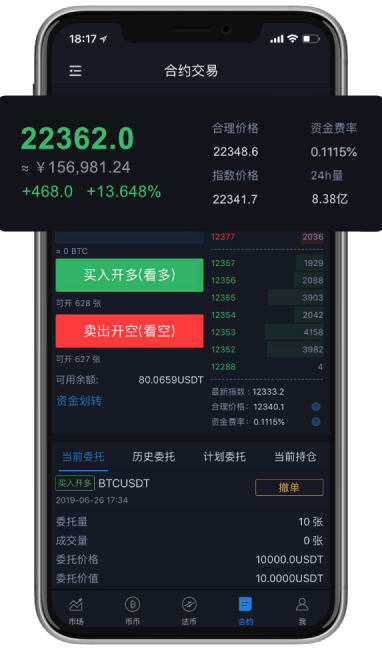 18:17
合约交易
22362.0
≈ ¥156,981.24
+468.0 +13.648%
合理价格 资金费率
22348.6 0.1115%
指数价格 24h量
22341.7 8.38亿
12377 2036
≈ 0 BTC
买入开多(看多)
可开 628 张
卖出开空(看空)
可开 627 张
可用余额: 80.0659USDT
资金划转
12357 1929
12356 2088
12355 3903
12354 2042
12353 4158
12352 3982
12288 4
最新指数: 12333.2
合理价格: 12340.1
资金费率: 0.1115%
当前委托 历史委托 计划委托 当前持仓
买入开多 BTCUSDT 撤单
2019-06-26 17:34
委托量 10 张
成交量 0 张
委托价格 10000.0USDT
委托价值 10.0000USDT
市场 币币 法币 合约 我